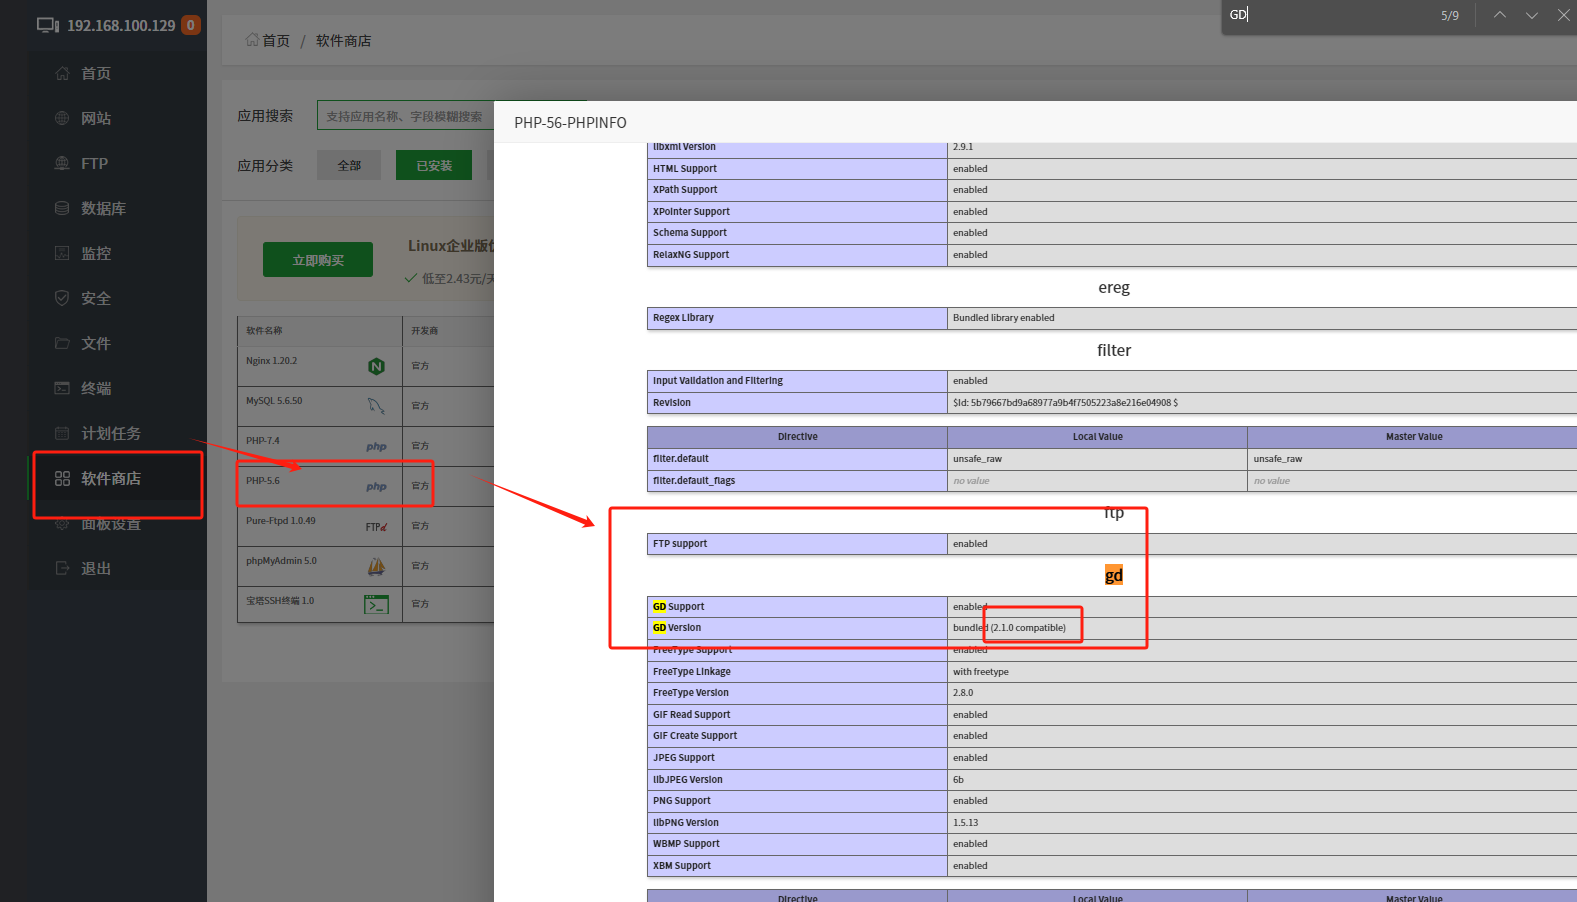 192.168.100.129 0
首页
网站
FTP
数据库
监控
安全
文件
终端
计划任务
软件商店
面板设置
退出
首页 / 软件商店
应用搜索 支持应用名称、字段模糊搜索
应用分类 全部 已安装
立即购买
Linux企业版
低至2.43元/天
软件名称 开发商
Nginx 1.20.2 官方
MySQL 5.6.50 官方
PHP-7.4 php 官方
PHP-5.6 php 官方
Pure-Ftpd 1.0.49 FTP 官方
phpMyAdmin 5.0 官方
宝塔SSH终端 1.0 官方
GD 5/9
PHP-56-PHPINFO
libxml Version 2.9.1
HTML Support enabled
XPath Support enabled
XPointer Support enabled
Schema Support enabled
RelaxNG Support enabled
ereg
Regex Library Bundled library enabled
filter
Input Validation and Filtering enabled
Revision $Id: 5b79667bd9a68977a9b4f7505223a8e216e04908 $
Directive Local Value Master Value
filter.default unsafe_raw unsafe_raw
filter.default_flags no value no value
ftp
FTP support enabled
gd
GD Support enabled
GD Version bundled (2.1.0 compatible)
FreeType Support enabled
FreeType Linkage with freetype
FreeType Version 2.8.0
GIF Read Support enabled
GIF Create Support enabled
JPEG Support enabled
libJPEG Version 6b
PNG Support enabled
libPNG Version 1.5.13
WBMP Support enabled
XBM Support enabled
Directive Local Value Master Value